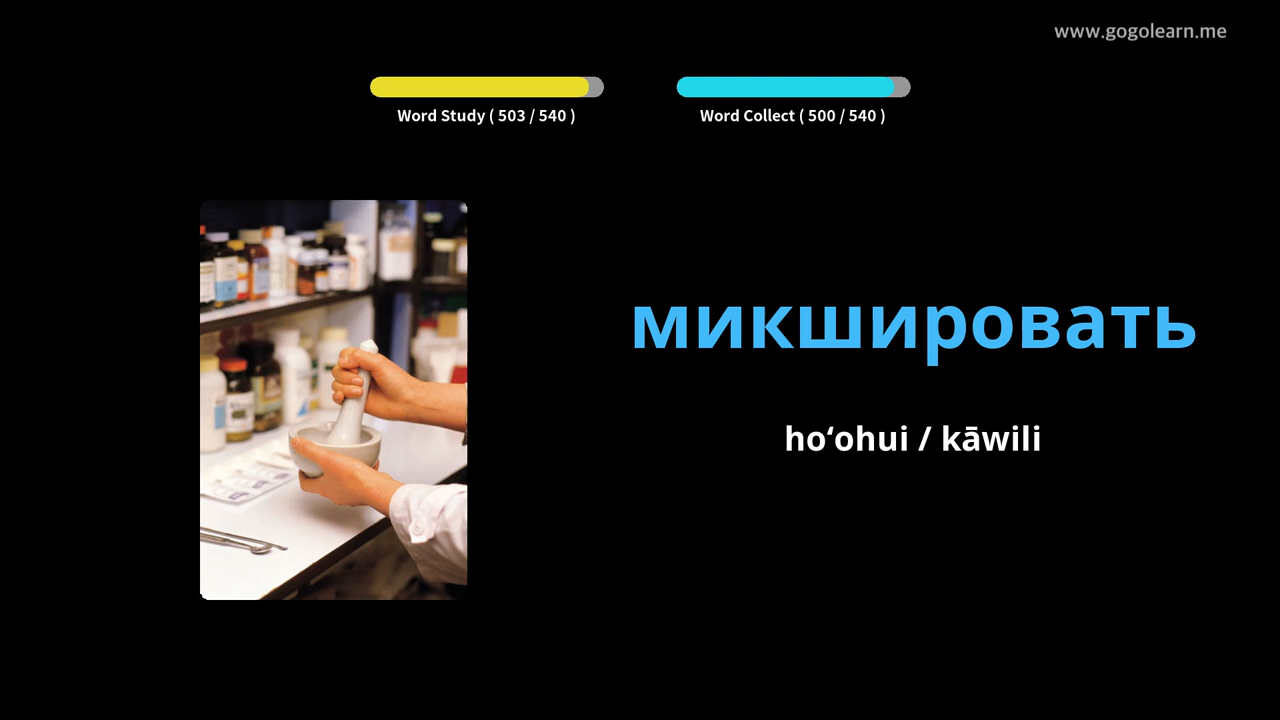 www.gogolearn.me
Word Study ( 503 / 540 )
Word Collect ( 500 / 540 )
микшировать
hoʻohui / kāwili